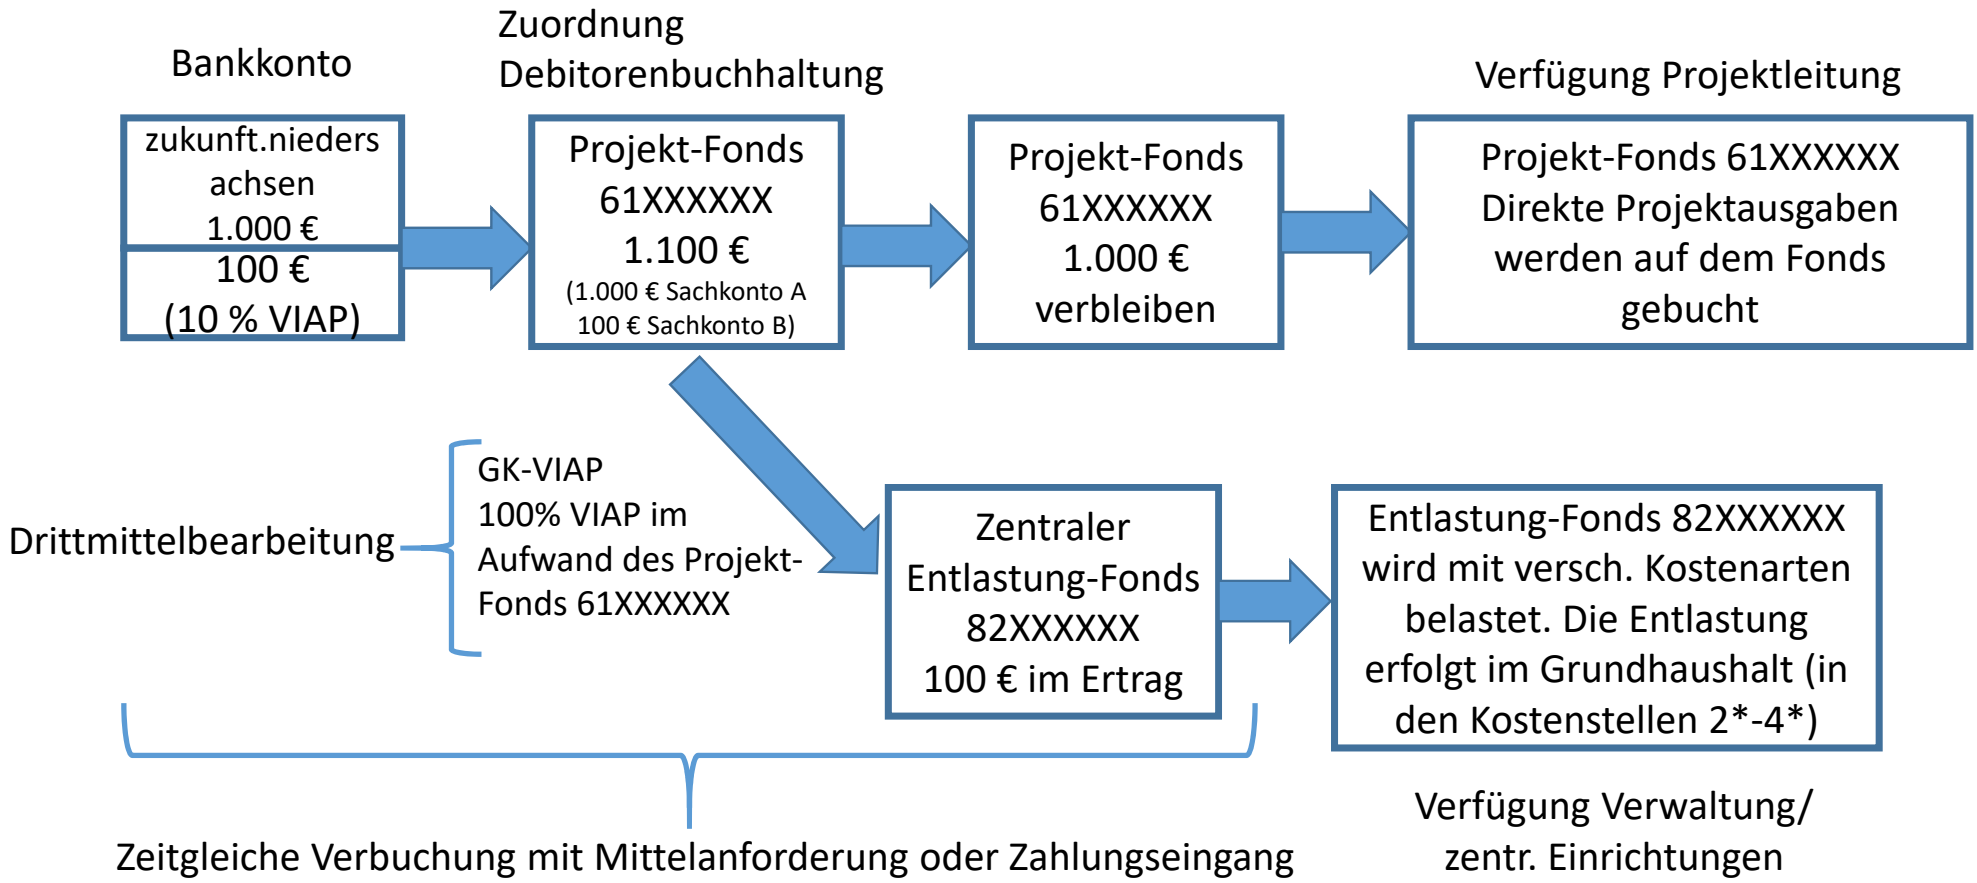 Bankkonto
Zuordnung
Debitorenbuchhaltung
Verfügung Projektleitung
zukunft.nieders
achsen
1.000 €
100 €
(10 % VIAP)
Projekt-Fonds
61XXXXXX
1.100 €
(1.000 € Sachkonto A
100 € Sachkonto B)
Projekt-Fonds
61XXXXXX
1.000 €
verbleiben
Projekt-Fonds 61XXXXXX
Direkte Projektausgaben
werden auf dem Fonds
gebucht
Drittmittelbearbeitung
GK-VIAP
100% VIAP im
Aufwand des Projekt-
Fonds 61XXXXXX
Zentraler
Entlastung-Fonds
82XXXXXX
100 € im Ertrag
Entlastung-Fonds 82XXXXXX
wird mit versch. Kostenarten
belastet. Die Entlastung
erfolgt im Grundhaushalt (in
den Kostenstellen 2*-4*)
Zeitgleiche Verbuchung mit Mittelanforderung oder Zahlungseingang
Verfügung Verwaltung/
zentr. Einrichtungen